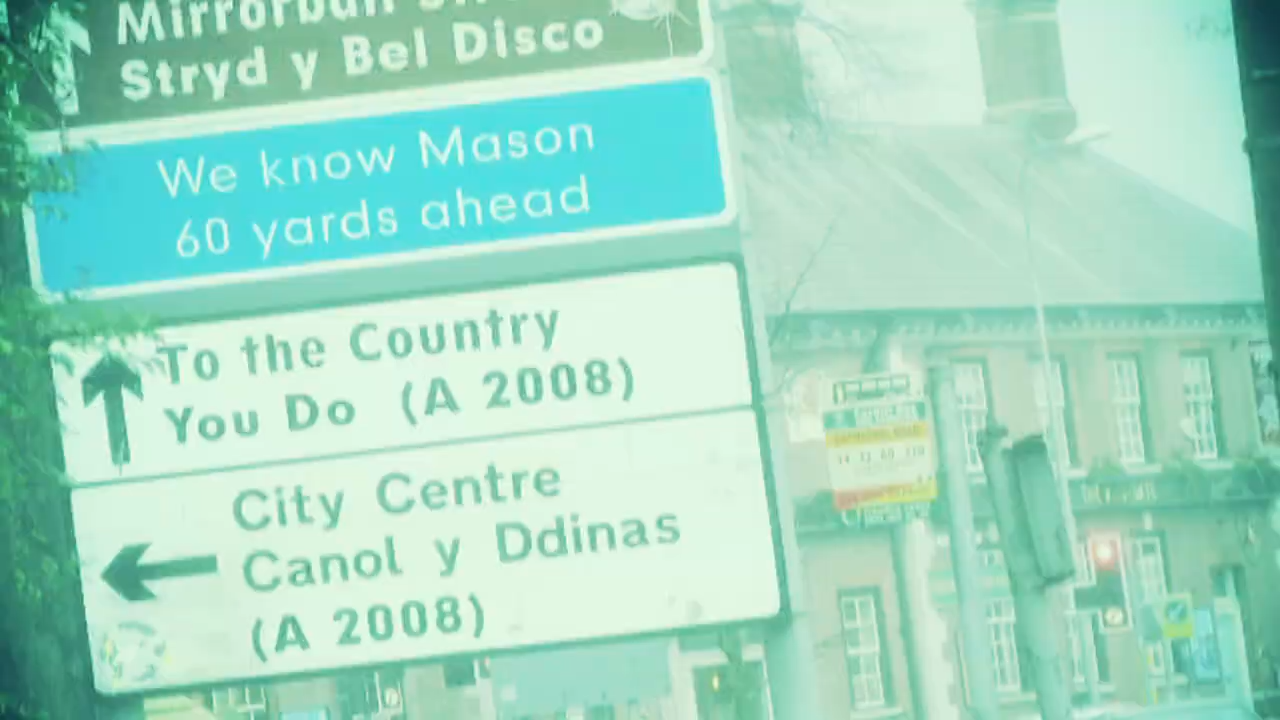 Stryd y Bel Disco
We know Mason
60 yards ahead
To the Country
You Do (A 2008)
City Centre
Canol y Ddinas
(A 2008)